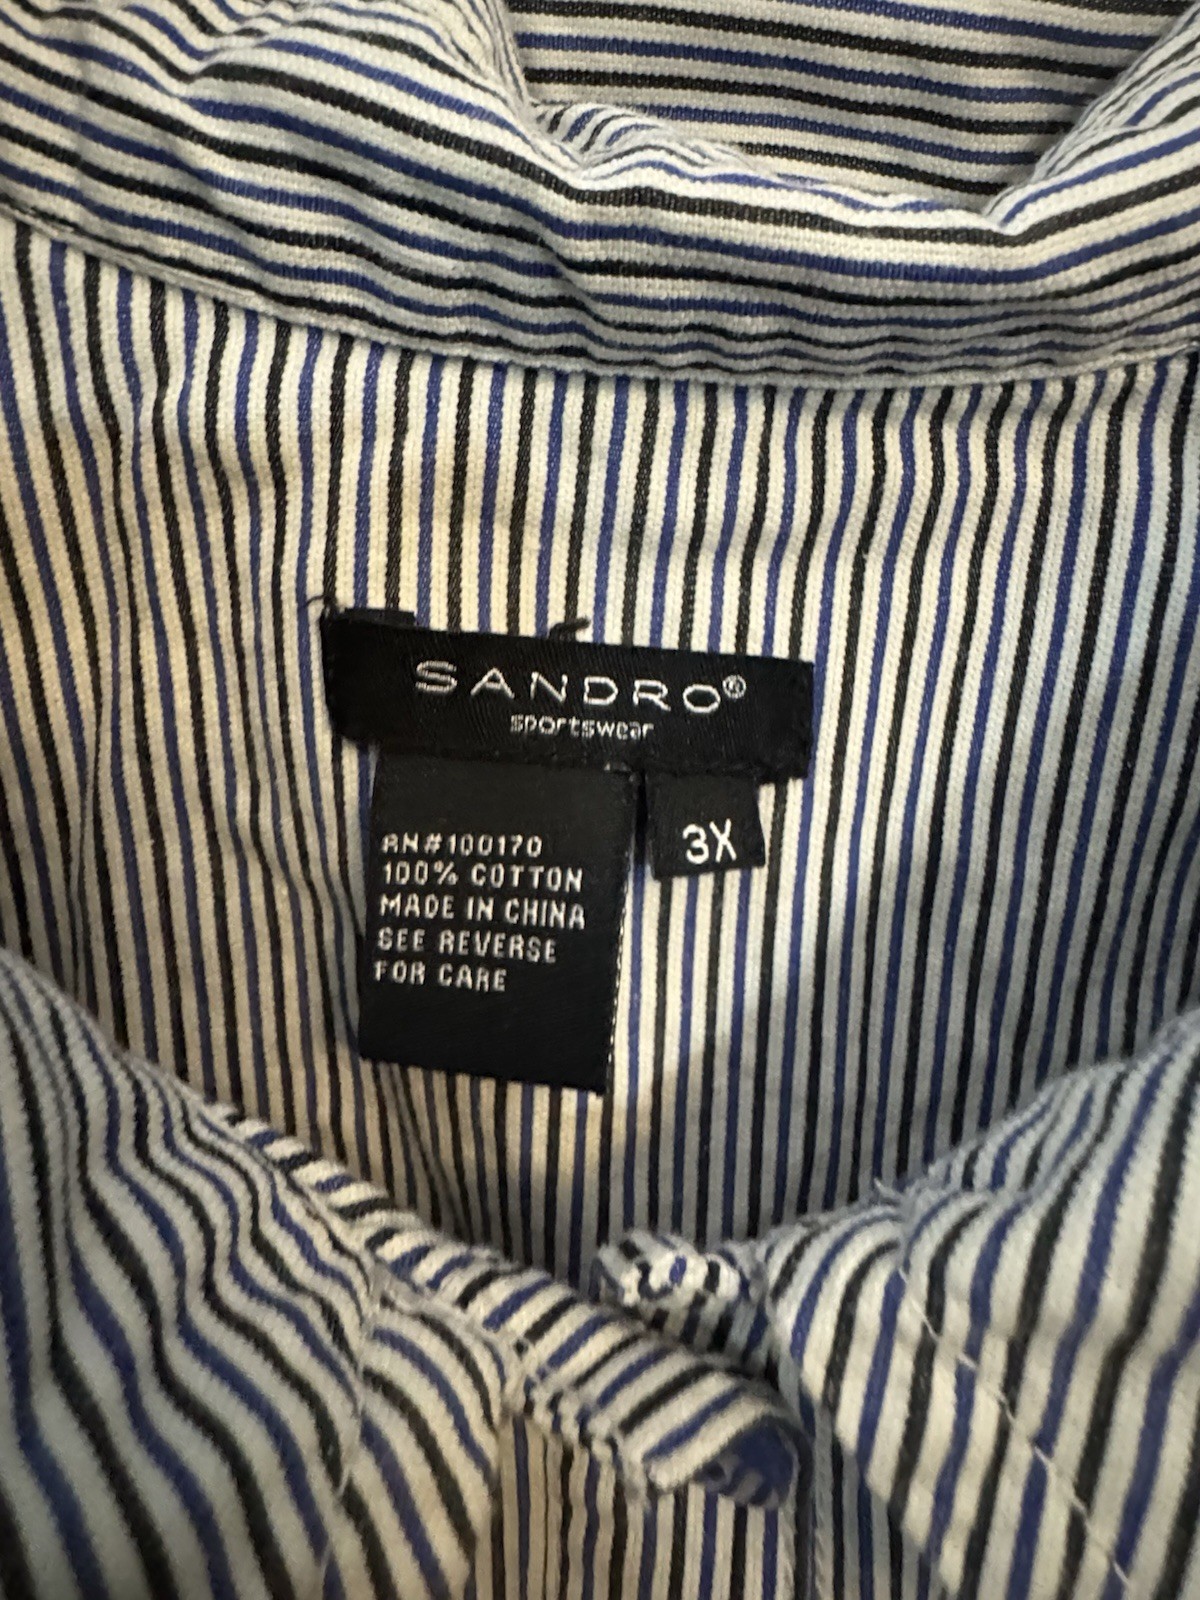 SANDRO®
sportswear
3X
RN#100170
100% COTTON
MADE IN CHINA
SEE REVERSE
FOR CARE